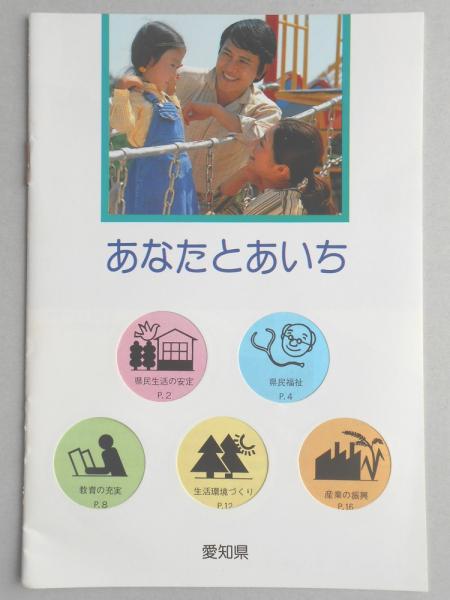 あなたとあいち
県民生活の安定
P.2
県民福祉
P.4
教育の充実
P.8
生活環境づくり
P.12
産業の振興
P.16
愛知県